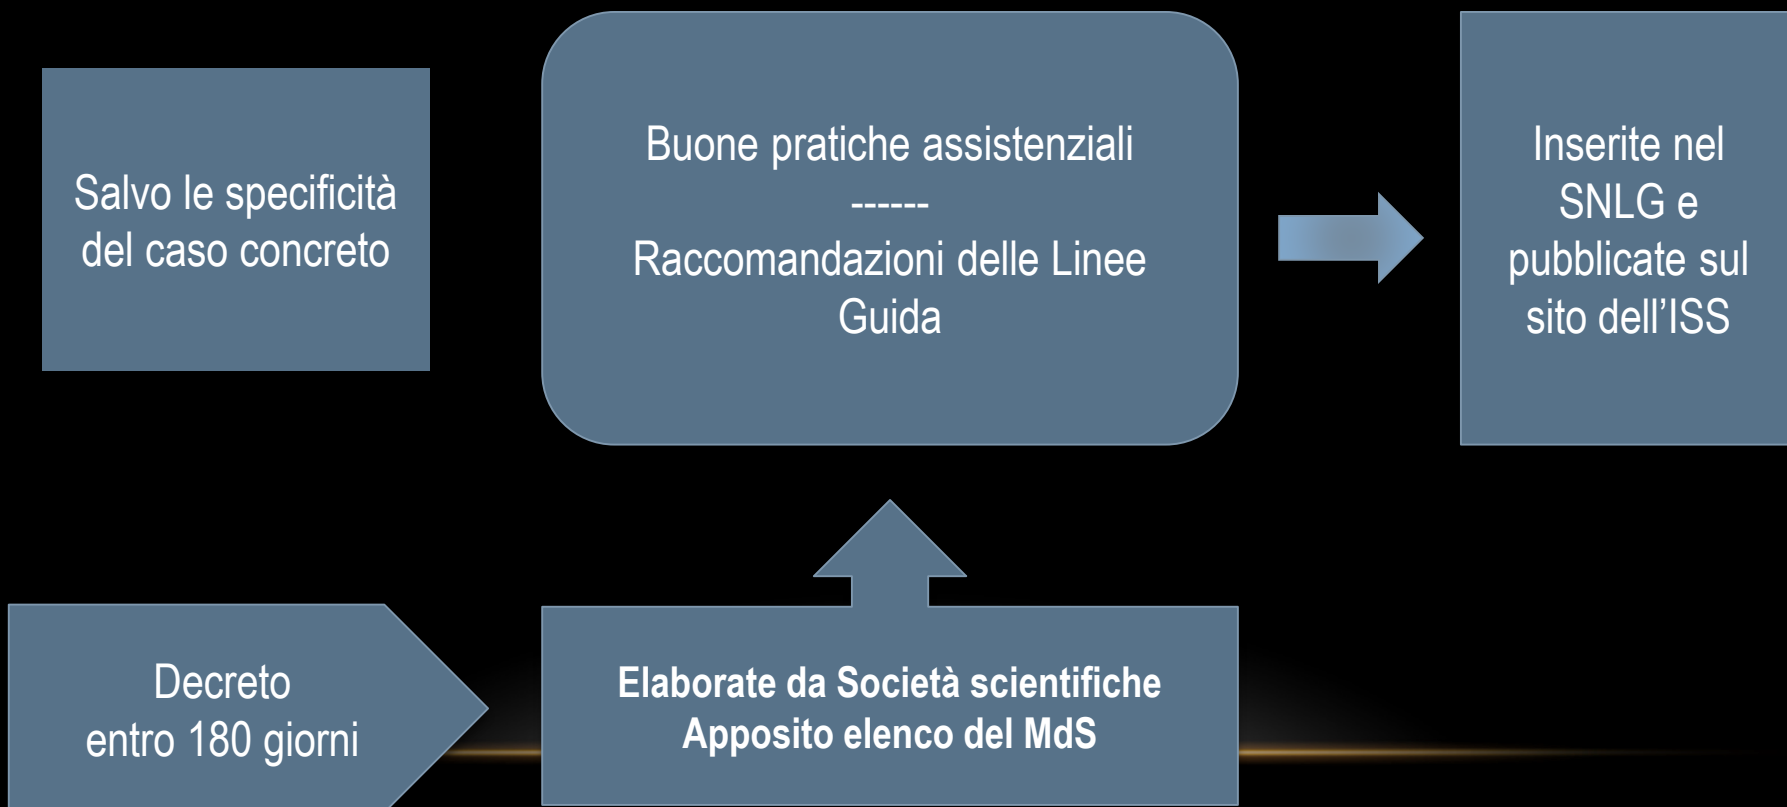 Salvo le specificità
del caso concreto
Buone pratiche assistenziali
------
Raccomandazioni delle Linee
Guida
Inserite nel
SNLG e
pubblicate sul
sito dell’ISS
Decreto
entro 180 giorni
Elaborate da Società scientifiche
Apposito elenco del MdS